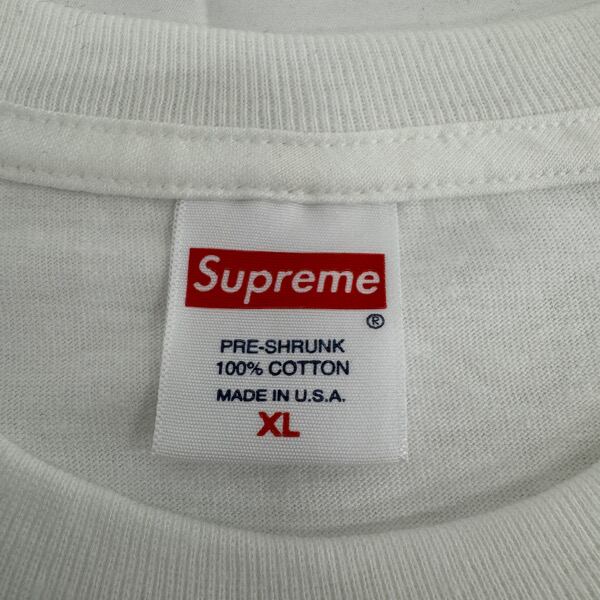 Supreme
®
PRE-SHRUNK
100% COTTON
MADE IN U.S.A.
XL